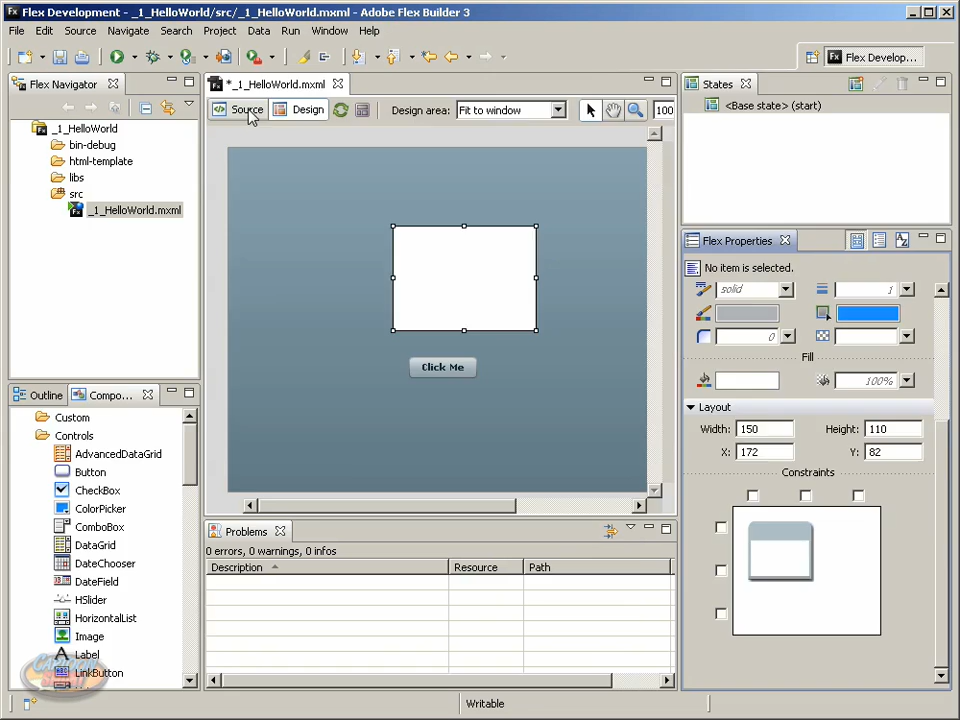 Flex Development - _1_HelloWorld/src/_1_HelloWorld.mxml - Adobe Flex Builder 3
File Edit Source Navigate Search Project Data Run Window Help
Flex Develop...
Flex Navigator
_1_HelloWorld
bin-debug
html-template
libs
src
_1_HelloWorld.mxml
*_1_HelloWorld.mxml
Source Design Design area: Fit to window 100
Click Me
States
<Base state> (start)
Flex Properties
No item is selected.
solid 1
0
Fill
100%
Layout
Width: 150 Height: 110
X: 172 Y: 82
Constraints
Outline Compo...
Custom
Controls
AdvancedDataGrid
Button
CheckBox
ColorPicker
ComboBox
DataGrid
DateChooser
DateField
HSlider
HorizontalList
Image
Label
LinkButton
Problems
0 errors, 0 warnings, 0 infos
Description Resource Path
Writable